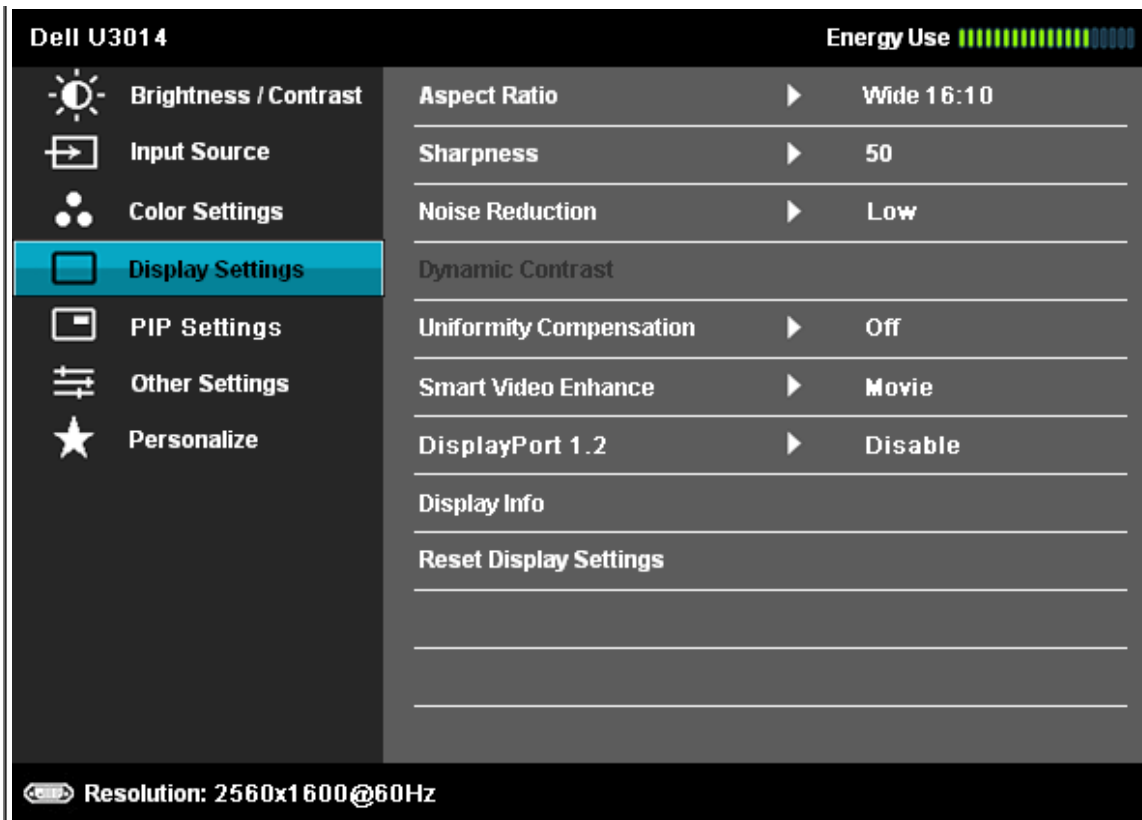 Dell U3014
Energy Use
Brightness / Contrast
Input Source
Color Settings
Display Settings
PIP Settings
Other Settings
Personalize
Aspect Ratio Wide 16:10
Sharpness 50
Noise Reduction Low
Dynamic Contrast
Uniformity Compensation Off
Smart Video Enhance Movie
DisplayPort 1.2 Disable
Display Info
Reset Display Settings
Resolution: 2560x1600@60Hz